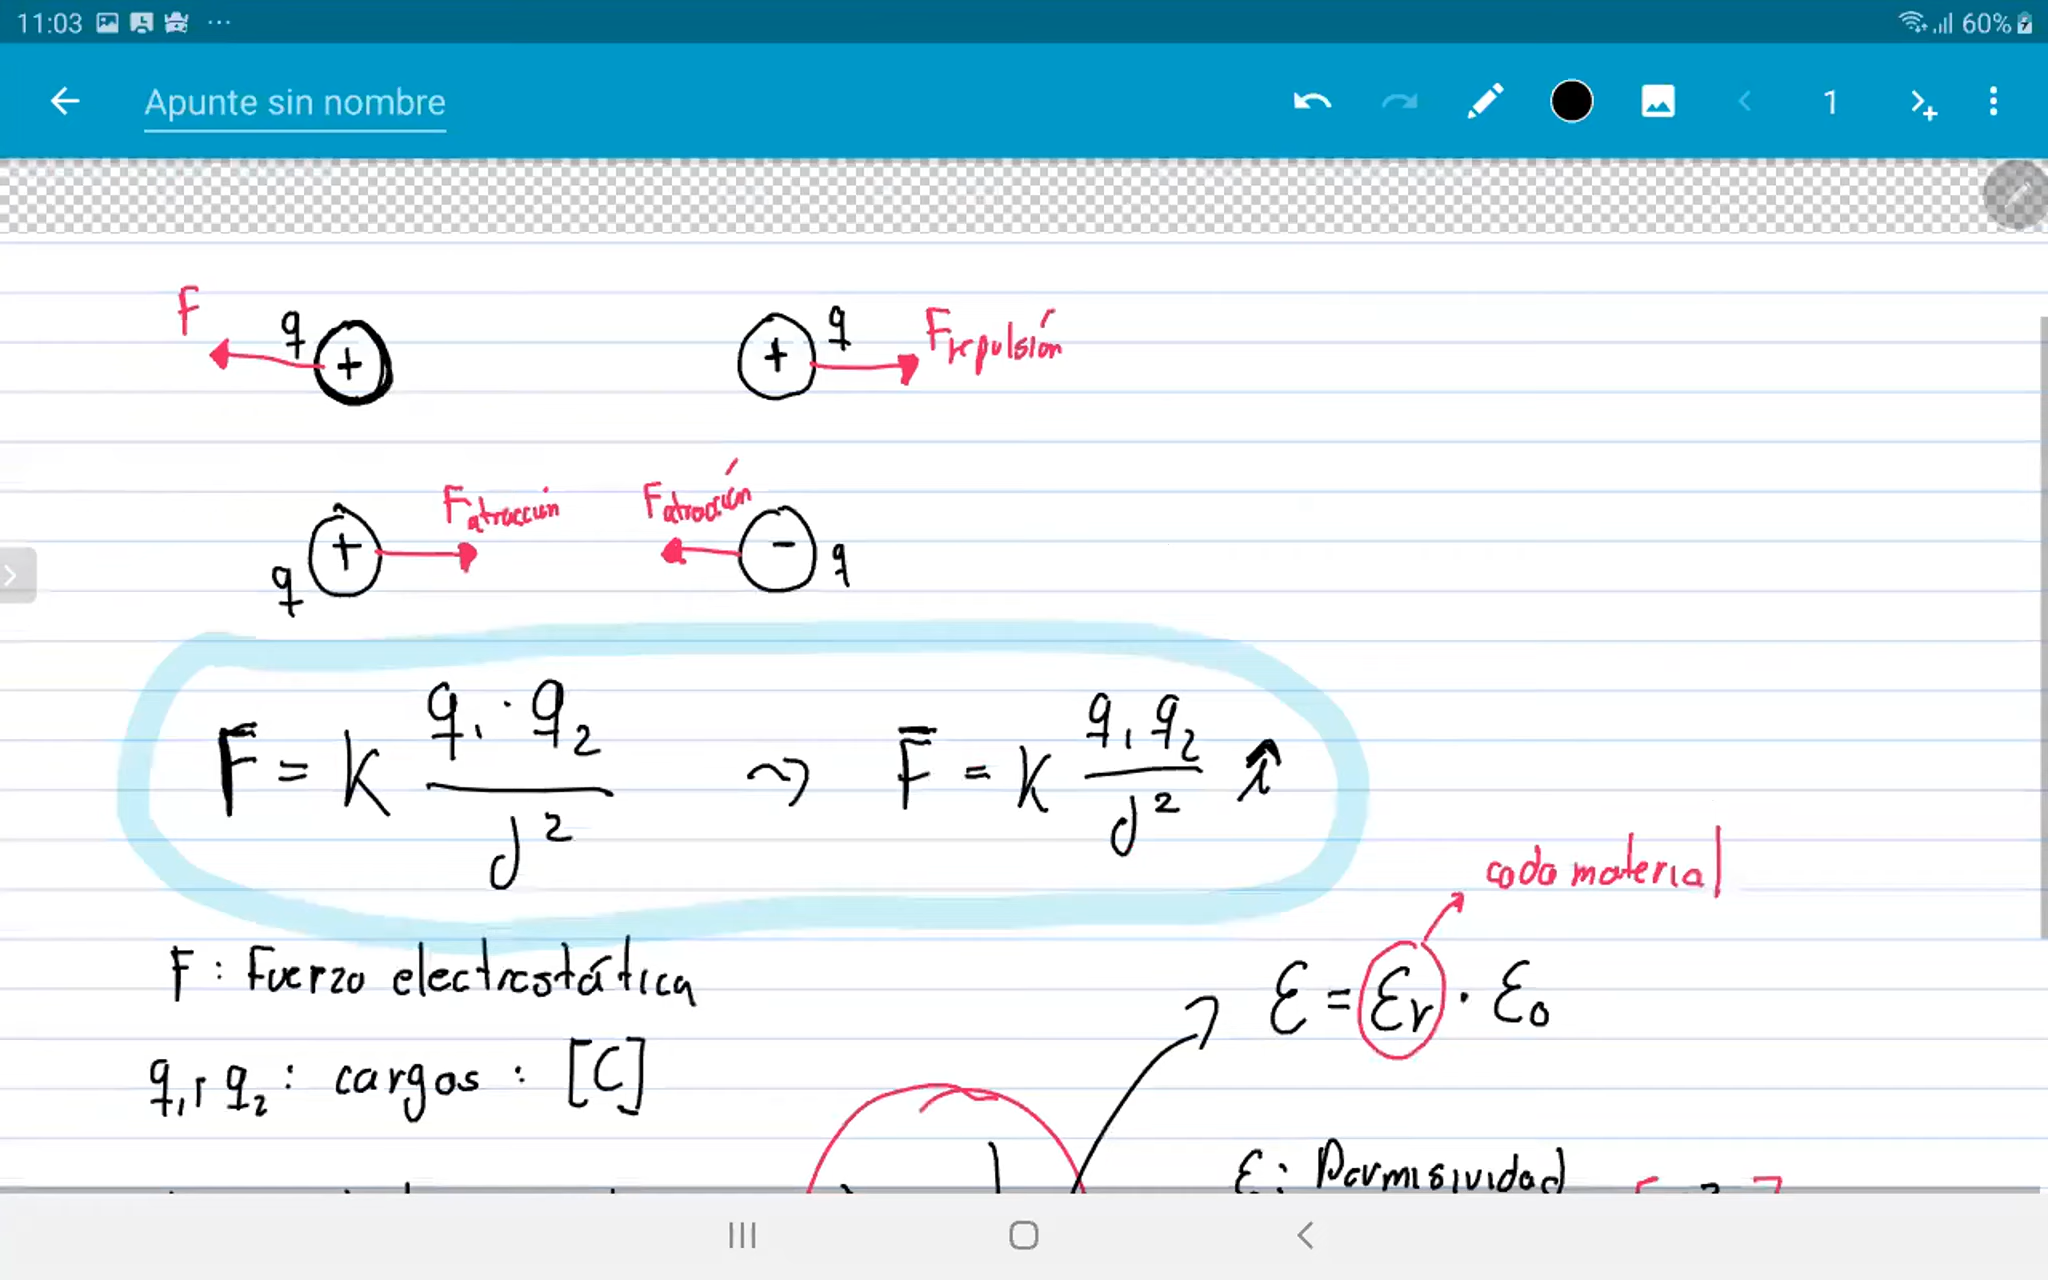 11:03 ... 60%
Apunte sin nombre 1
F q + + q Frepulsión
q + Fatracción Fatracción - q
F̄ = K q₁·q₂ / d² ⇝ F̄ = K q₁ q₂ / d² î
cada material
F : Fuerza electrostática
ε = εr · ε₀
q₁, q₂ : cargas : [C]
ε : Permisividad